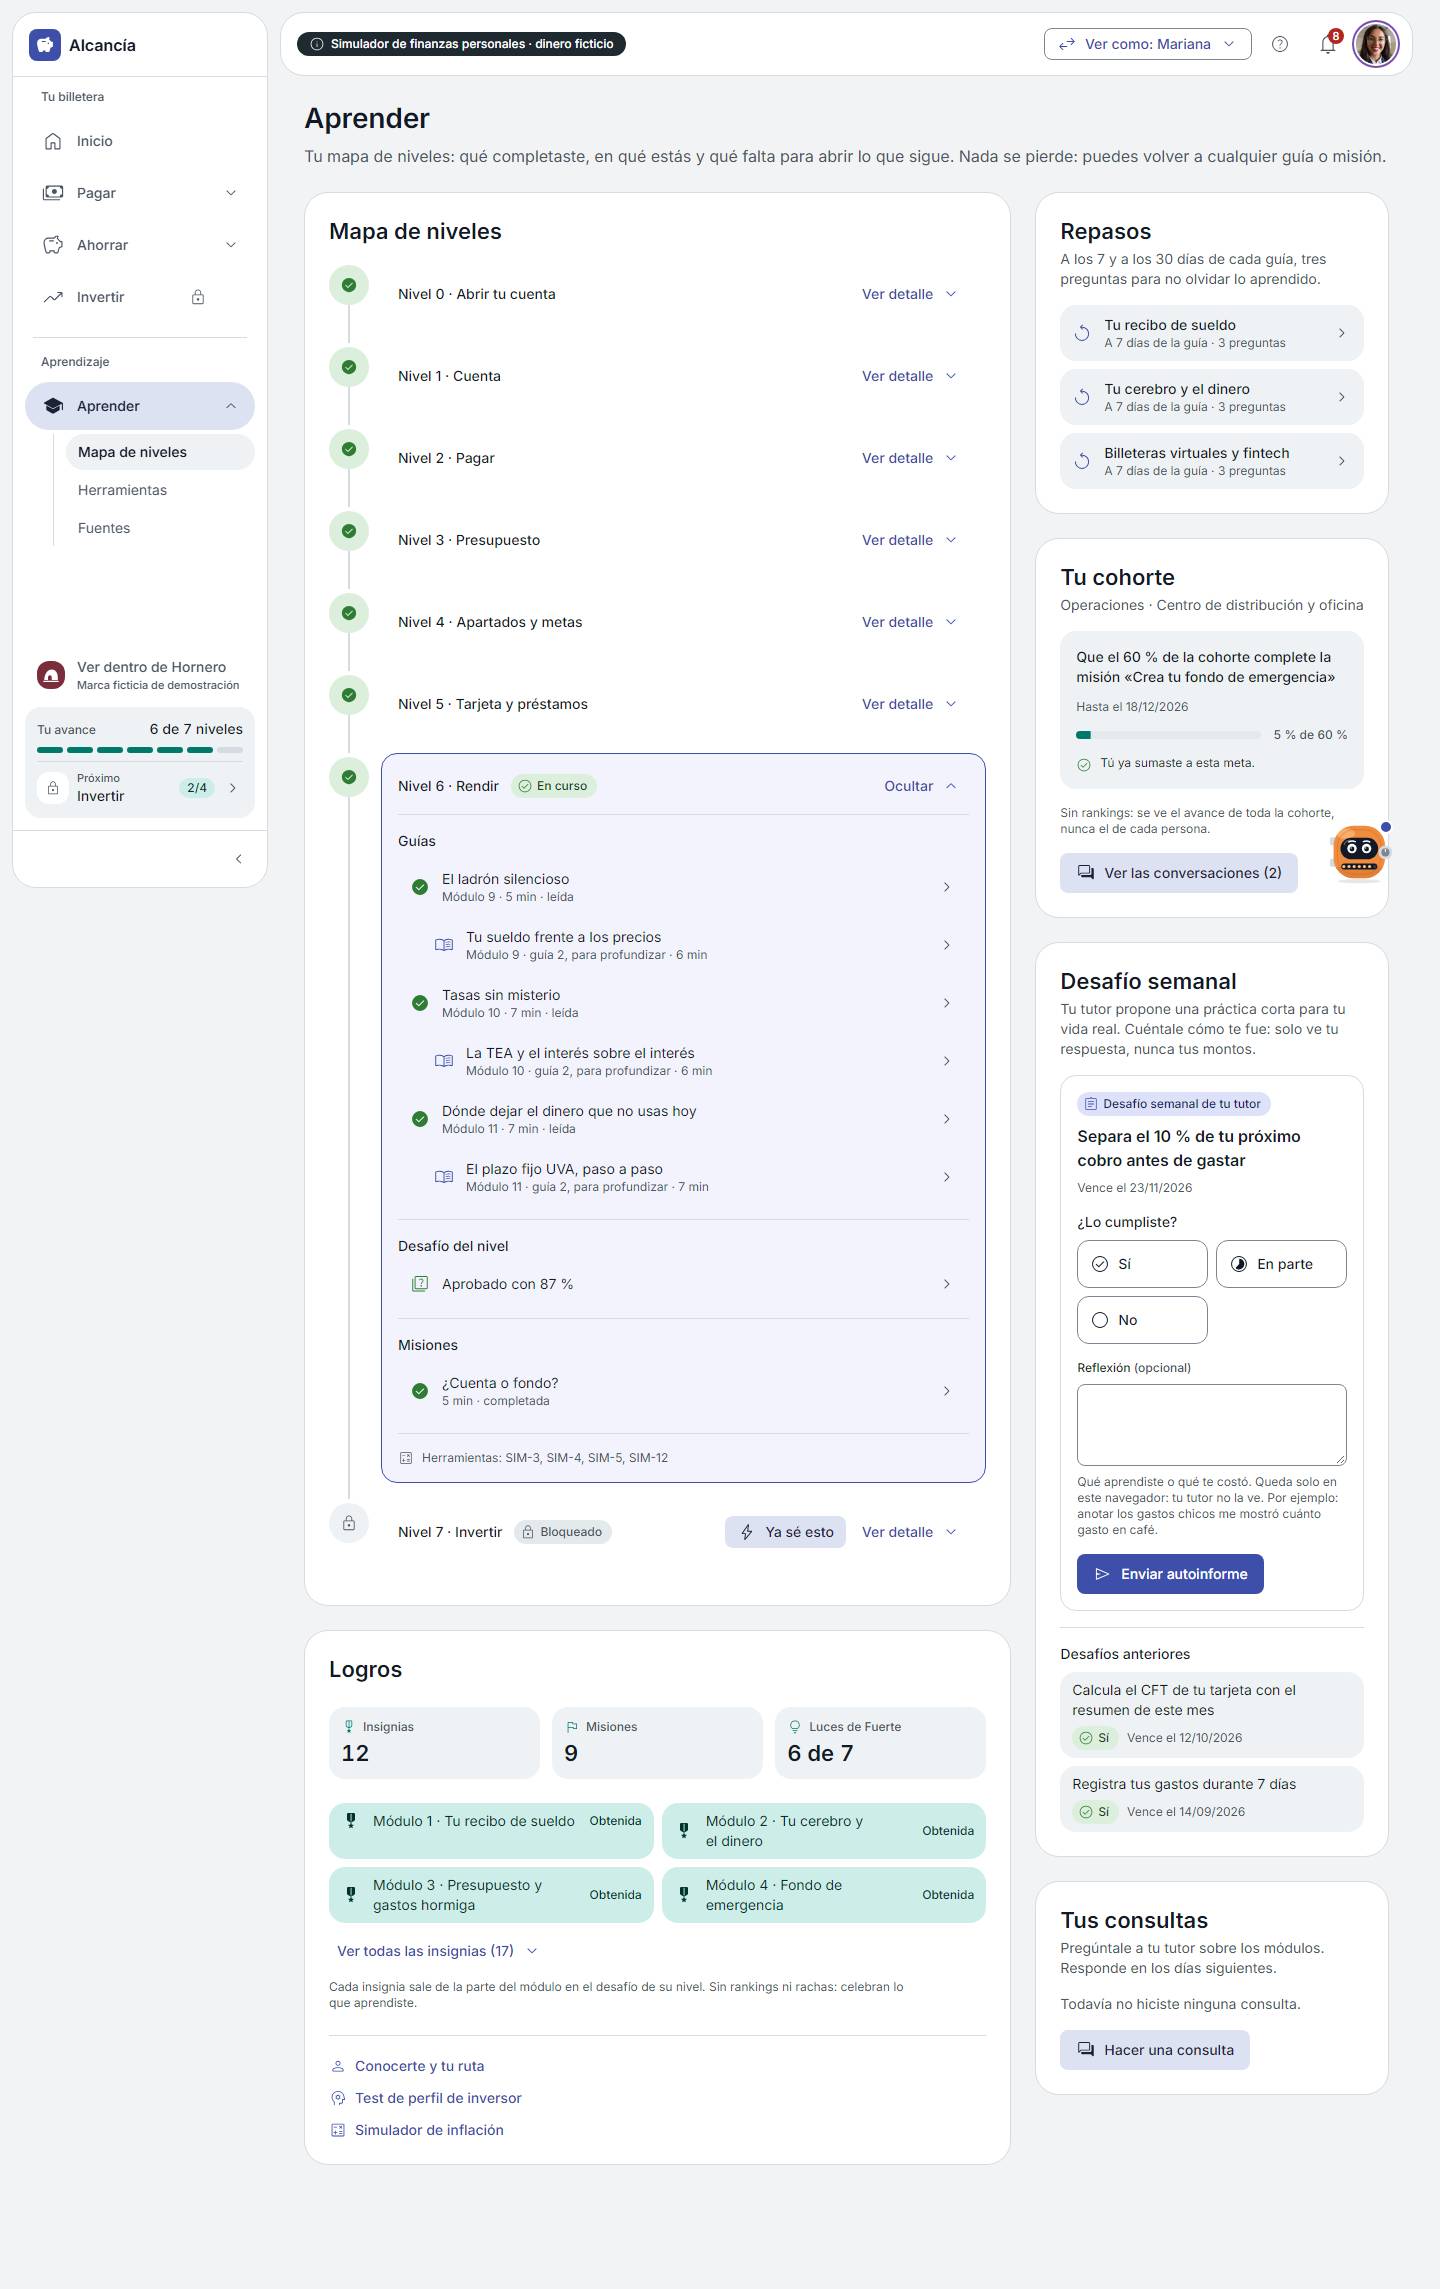 Alcancía
Tu billetera
Inicio
Pagar
Ahorrar
Invertir
Aprendizaje
Aprender
Mapa de niveles
Herramientas
Fuentes
Ver dentro de Hornero
Marca ficticia de demostración
Tu avance
6 de 7 niveles
Próximo
Invertir
2/4
Simulador de finanzas personales · dinero ficticio
Ver como: Mariana
8
Aprender
Tu mapa de niveles: qué completaste, en qué estás y qué falta para abrir lo que sigue. Nada se pierde: puedes volver a cualquier guía o misión.
Mapa de niveles
Nivel 0 · Abrir tu cuenta
Ver detalle
Nivel 1 · Cuenta
Ver detalle
Nivel 2 · Pagar
Ver detalle
Nivel 3 · Presupuesto
Ver detalle
Nivel 4 · Apartados y metas
Ver detalle
Nivel 5 · Tarjeta y préstamos
Ver detalle
Nivel 6 · Rendir
En curso
Ocultar
Guías
El ladrón silencioso
Módulo 9 · 5 min · leída
Tu sueldo frente a los precios
Módulo 9 · guía 2, para profundizar · 6 min
Tasas sin misterio
Módulo 10 · 7 min · leída
La TEA y el interés sobre el interés
Módulo 10 · guía 2, para profundizar · 6 min
Dónde dejar el dinero que no usas hoy
Módulo 11 · 7 min · leída
El plazo fijo UVA, paso a paso
Módulo 11 · guía 2, para profundizar · 7 min
Desafío del nivel
Aprobado con 87 %
Misiones
¿Cuenta o fondo?
5 min · completada
Herramientas: SIM-3, SIM-4, SIM-5, SIM-12
Nivel 7 · Invertir
Bloqueado
Ya sé esto
Ver detalle
Logros
Insignias
12
Misiones
9
Luces de Fuerte
6 de 7
Módulo 1 · Tu recibo de sueldo
Obtenida
Módulo 2 · Tu cerebro y
el dinero
Obtenida
Módulo 3 · Presupuesto y
gastos hormiga
Obtenida
Módulo 4 · Fondo de
emergencia
Obtenida
Ver todas las insignias (17)
Cada insignia sale de la parte del módulo en el desafío de su nivel. Sin rankings ni rachas: celebran lo
que aprendiste.
Conocerte y tu ruta
Test de perfil de inversor
Simulador de inflación
Repasos
A los 7 y a los 30 días de cada guía, tres
preguntas para no olvidar lo aprendido.
Tu recibo de sueldo
A 7 días de la guía · 3 preguntas
Tu cerebro y el dinero
A 7 días de la guía · 3 preguntas
Billeteras virtuales y fintech
A 7 días de la guía · 3 preguntas
Tu cohorte
Operaciones · Centro de distribución y oficina
Que el 60 % de la cohorte complete la
misión «Crea tu fondo de emergencia»
Hasta el 18/12/2026
5 % de 60 %
Tú ya sumaste a esta meta.
Sin rankings: se ve el avance de toda la cohorte,
nunca el de cada persona.
Ver las conversaciones (2)
Desafío semanal
Tu tutor propone una práctica corta para tu
vida real. Cuéntale cómo te fue: solo ve tu
respuesta, nunca tus montos.
Desafío semanal de tu tutor
Separa el 10 % de tu próximo
cobro antes de gastar
Vence el 23/11/2026
¿Lo cumpliste?
Sí
En parte
No
Reflexión (opcional)
Qué aprendiste o qué te costó. Queda solo en
este navegador: tu tutor no la ve. Por ejemplo:
anotar los gastos chicos me mostró cuánto
gasto en café.
Enviar autoinforme
Desafíos anteriores
Calcula el CFT de tu tarjeta con el
resumen de este mes
Sí
Vence el 12/10/2026
Registra tus gastos durante 7 días
Sí
Vence el 14/09/2026
Tus consultas
Pregúntale a tu tutor sobre los módulos.
Responde en los días siguientes.
Todavía no hiciste ninguna consulta.
Hacer una consulta